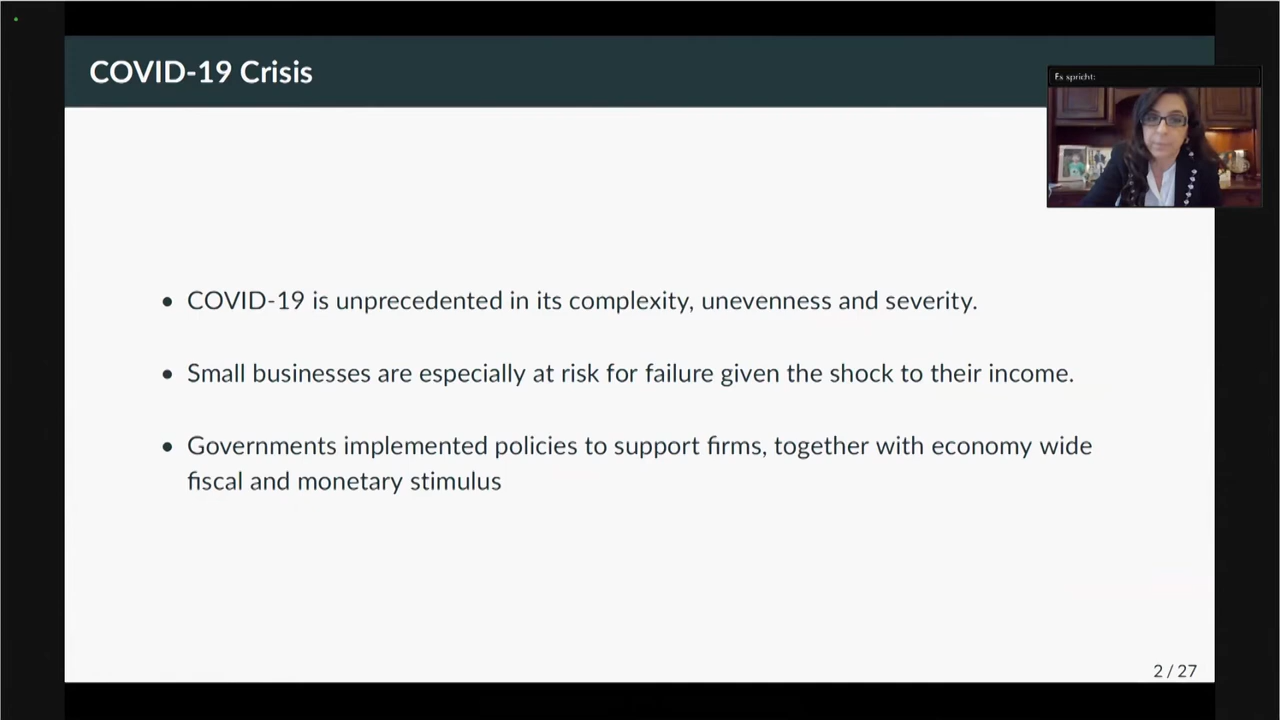 COVID-19 Crisis
Es spricht:
• COVID-19 is unprecedented in its complexity, unevenness and severity.
• Small businesses are especially at risk for failure given the shock to their income.
• Governments implemented policies to support firms, together with economy wide
fiscal and monetary stimulus
2 / 27